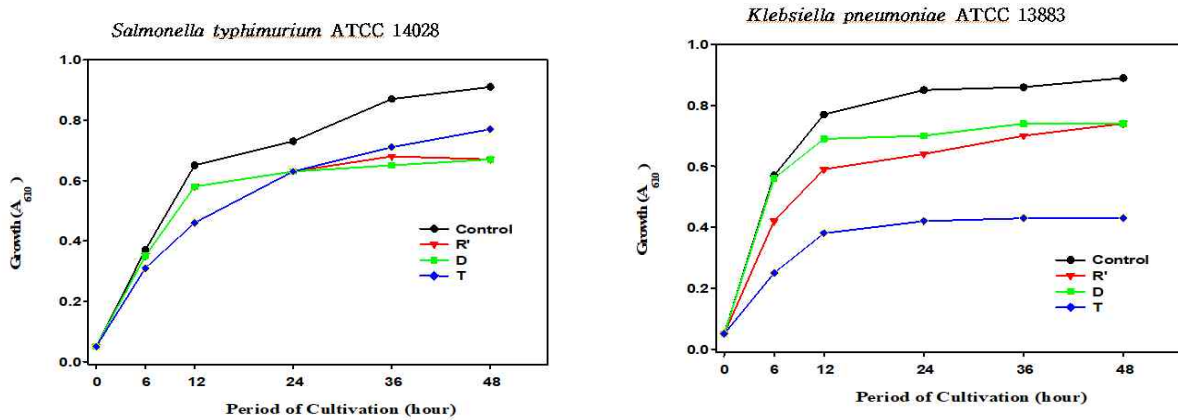 Salmonella typhimurium ATCC 14028
1.0
0.8
0.6
0.4
0.2
0.0
Growth (A610)
Control
R'
D
T
0 6 12 24 36 48
Period of Cultivation (hour)
Klebsiella pneumoniae ATCC 13883
1.0
0.8
0.6
0.4
0.2
0.0
Growth (A610)
Control
R'
D
T
0 6 12 24 36 48
Period of Cultivation (hour)